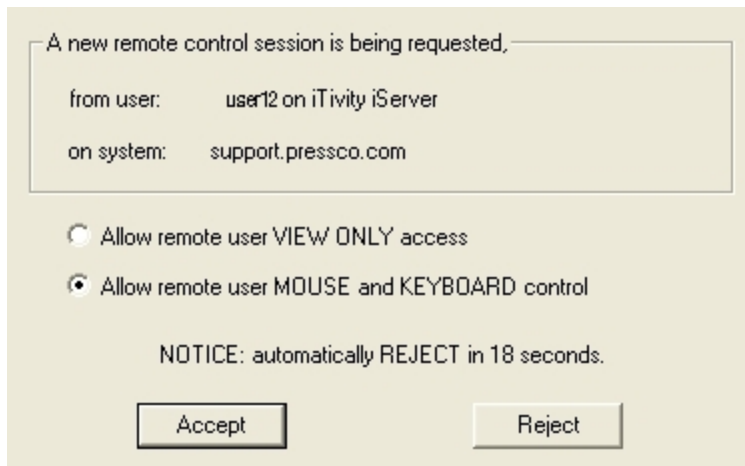 A new remote control session is being requested,
from user: user12 on iTivity iServer
on system: support.pressco.com
Allow remote user VIEW ONLY access
Allow remote user MOUSE and KEYBOARD control
NOTICE: automatically REJECT in 18 seconds.
Accept Reject